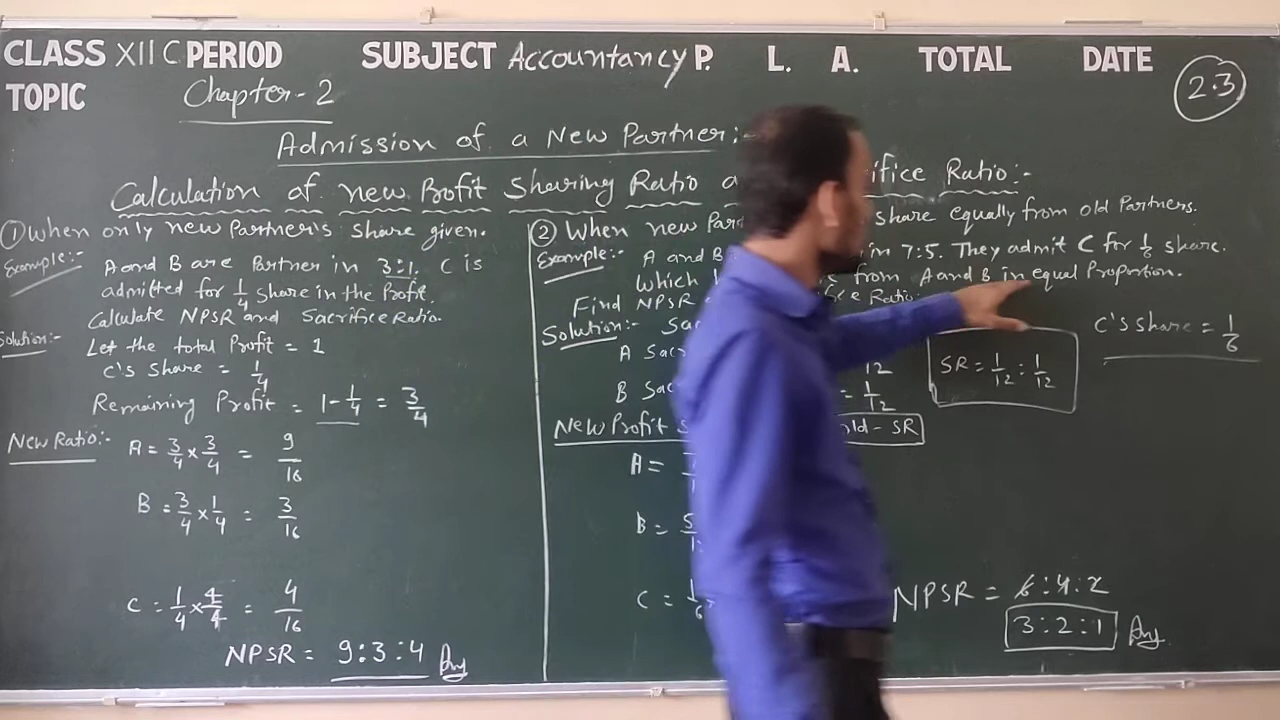 CLASS XII C PERIOD SUBJECT Accountancy P. L. A. TOTAL DATE
TOPIC Chapter-2
2.3
Admission of a New Partner:-
Calculation of new Profit Sharing Ratio Ratio:-
① When only new Partner's share given.
Example:-
A and B are Partner in 3:1. C is
admitted for 1/4 share in the Profit.
Calculate NPSR and Sacrifice Ratio.
Solution:- Let the total Profit = 1
C's share = 1/4
Remaining Profit = 1-1/4 = 3/4
New Ratio:-
A = 3/4 × 3/4 = 9/16
B = 3/4 × 1/4 = 3/16
C = 1/4 × 4/4 = 4/16
NPSR = 9:3:4 Ans
② When new share equally from old Partners.
Example:- A and B in 7:5. They admit C for 1/6 share.
Which from A and B in equal Proportion.
Find NPSR Ratio
Solution:-
C's share = 1/6
A 12
B = 1/12
SR = 1/12 : 1/12
New Profit old - SR
A =
B =
C =
NPSR = 6:4:2
3:2:1 Ans